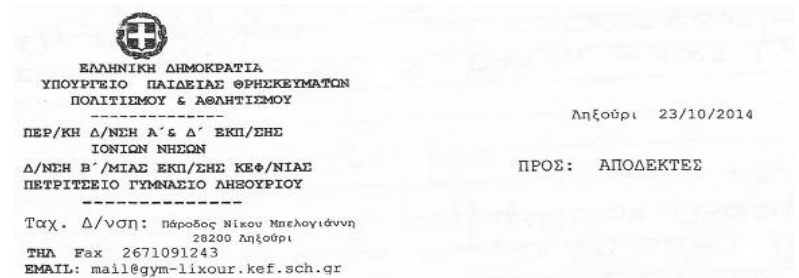 ΕΛΛΗΝΙΚΗ ΔΗΜΟΚΡΑΤΙΑ
ΥΠΟΥΡΓΕΙΟ ΠΑΙΔΕΙΑΣ ΘΡΗΣΚΕΥΜΑΤΩΝ
ΠΟΛΙΤΙΣΜΟΥ & ΑΘΛΗΤΙΣΜΟΥ
--------------
ΠΕΡ/ΚΗ Δ/ΝΣΗ Α΄& Δ΄ ΕΚΠ/ΣΗΣ
ΙΟΝΙΩΝ ΝΗΣΩΝ
Δ/ΝΣΗ Β΄/ΜΙΑΣ ΕΚΠ/ΣΗΣ ΚΕΦ/ΝΙΑΣ
ΠΕΤΡΙΤΣΕΙΟ ΓΥΜΝΑΣΙΟ ΛΗΞΟΥΡΙΟΥ
--------------
Ταχ. Δ/νση: Πάροδος Νίκου Μπελογιάννη
28200 Ληξούρι
ΤΗΛ Fax 2671091243
EMAIL: mail@gym-lixour.kef.sch.gr
Ληξούρι 23/10/2014
ΠΡΟΣ: ΑΠΟΔΕΚΤΕΣ